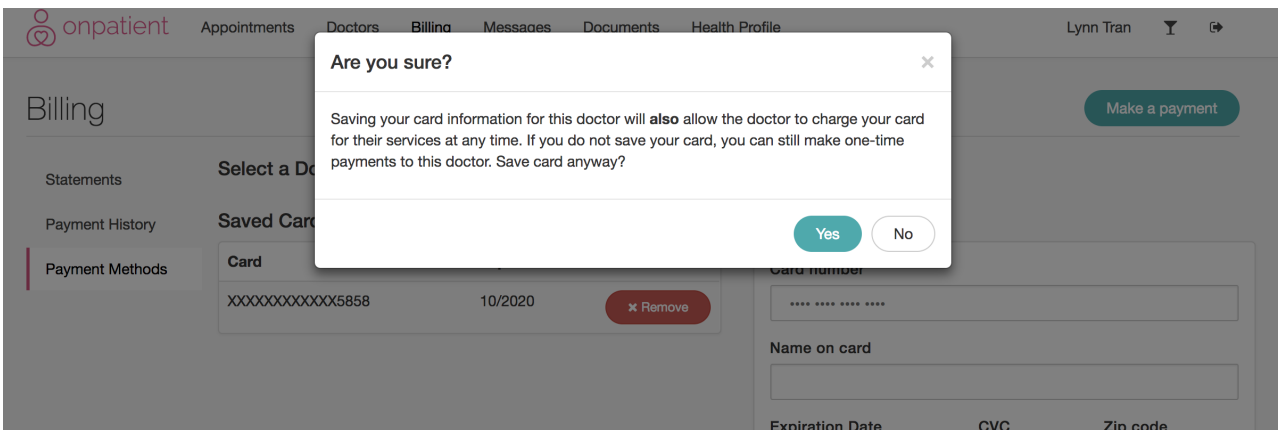 onpatient
Appointments Doctors Billing Messages Documents Health Profile
Lynn Tran
Are you sure?
×
Billing
Make a payment
Saving your card information for this doctor will also allow the doctor to charge your card
for their services at any time. If you do not save your card, you can still make one-time
payments to this doctor. Save card anyway?
Yes No
Statements
Payment History
Payment Methods
Select a Do
Saved Card
Card
XXXXXXXXXXXX5858 10/2020 × Remove
Card number
•••• •••• •••• ••••
Name on card
Expiration Date CVC Zip code